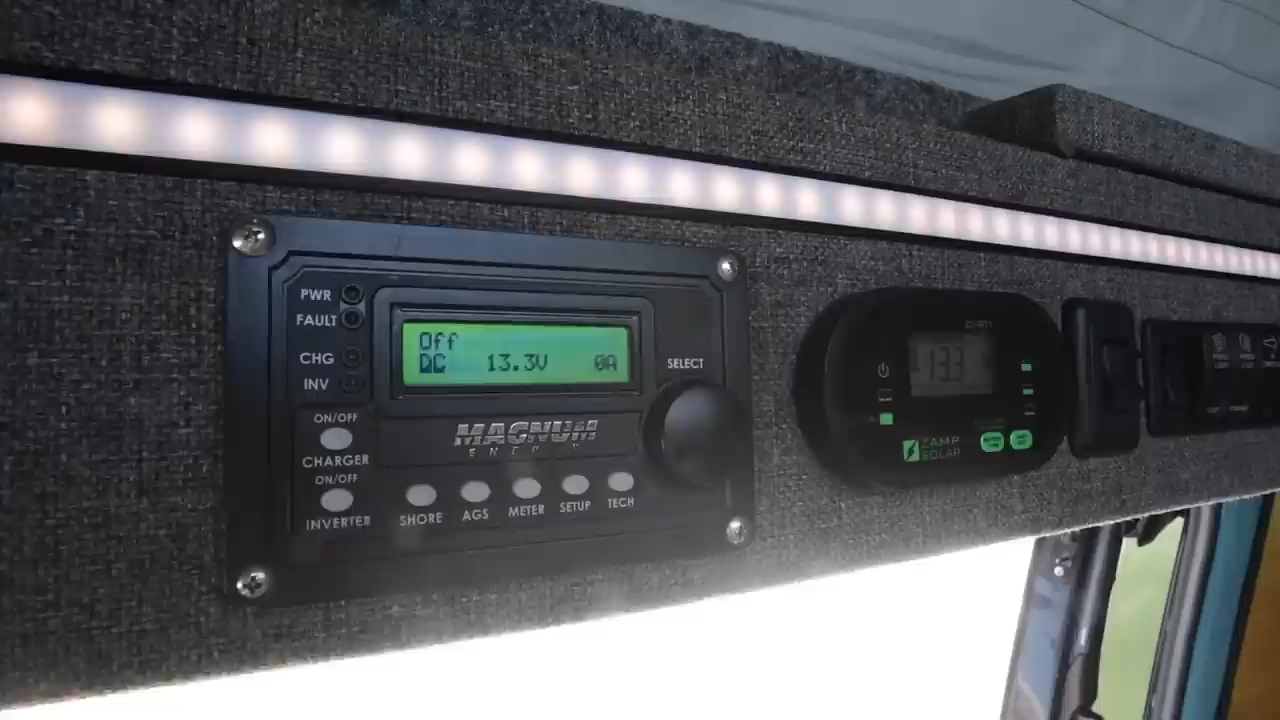 PWR
FAULT
CHG
INV
ON/OFF
CHARGER
ON/OFF
INVERTER
Off
DC 13.3V 0A
SELECT
MAGNUM
ENERGY
SHORE
AGS
METER
SETUP
TECH
13.3
ZAMP
SOLAR